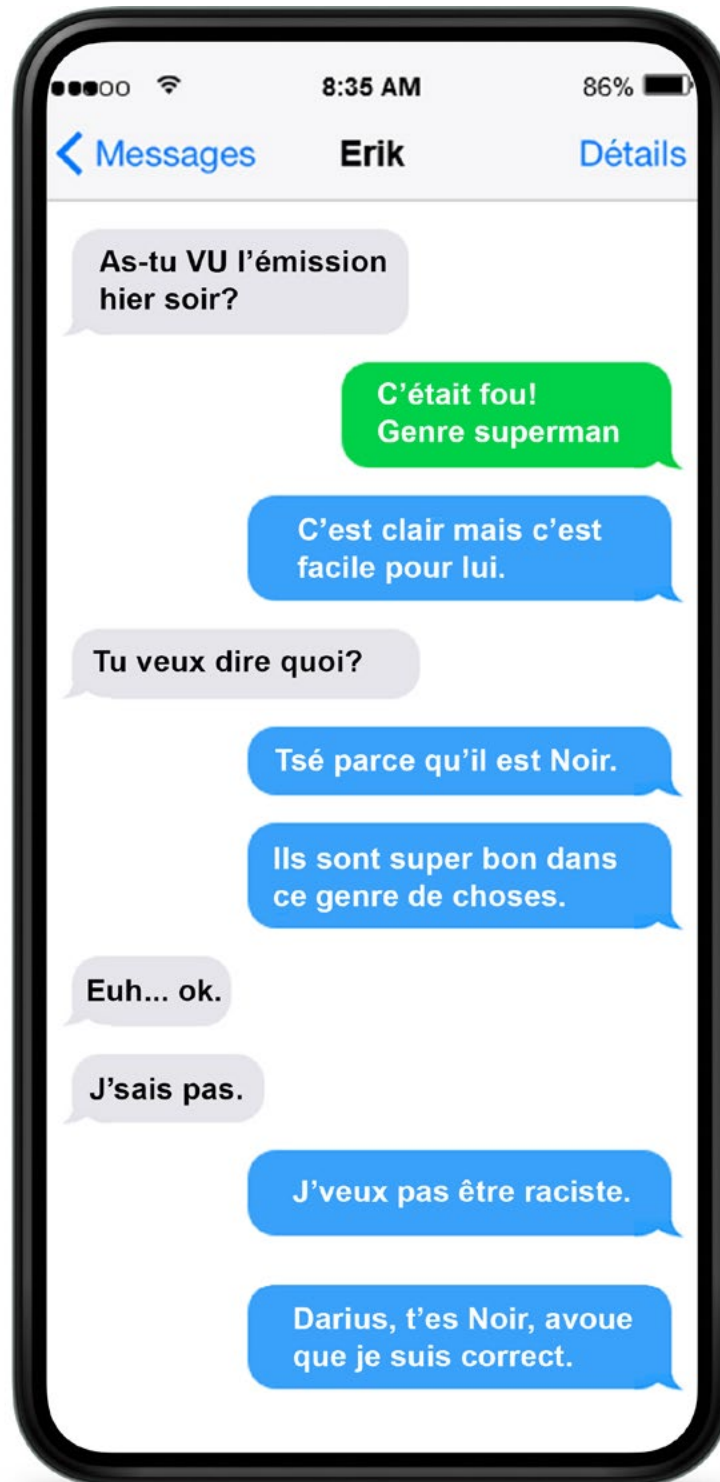 8:35 AM 86%
Messages Erik Détails
As-tu VU l’émission
hier soir?
C’était fou!
Genre superman
C’est clair mais c’est
facile pour lui.
Tu veux dire quoi?
Tsé parce qu’il est Noir.
Ils sont super bon dans
ce genre de choses.
Euh... ok.
J’sais pas.
J’veux pas être raciste.
Darius, t’es Noir, avoue
que je suis correct.